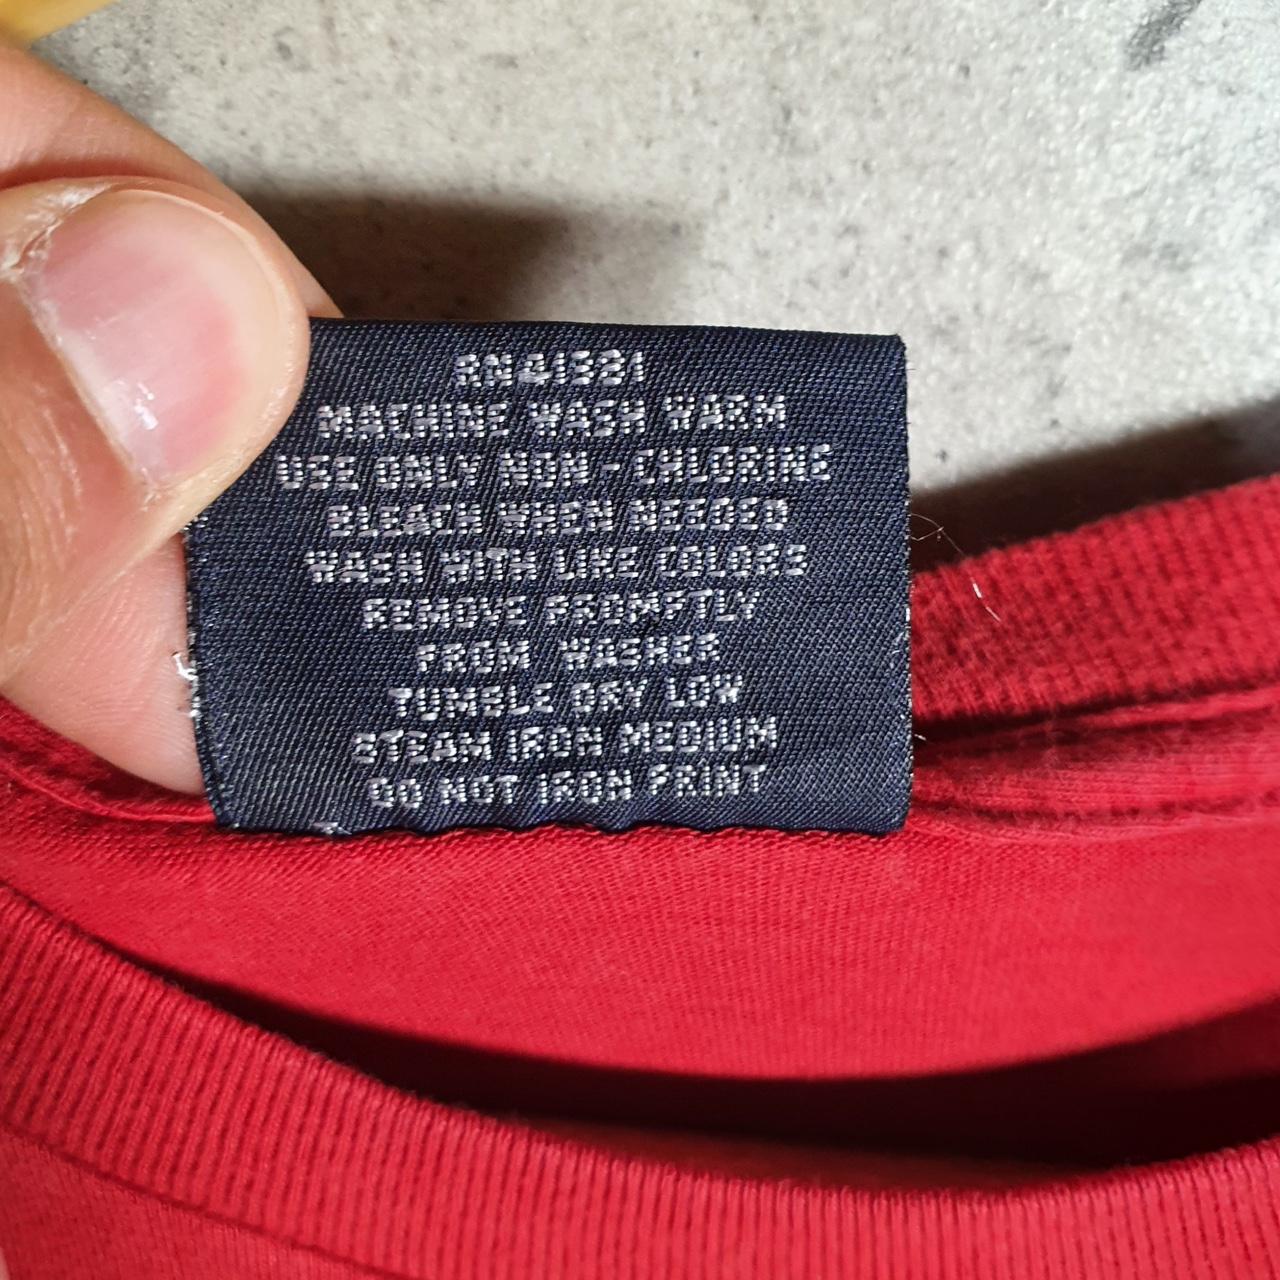 RN41381
MACHINE WASH WARM
USE ONLY NON-CHLORINE
BLEACH WHEN NEEDED
WASH WITH LIKE COLORS
REMOVE PROMPTLY
FROM WASHER
TUMBLE DRY LOW
STEAM IRON MEDIUM
DO NOT IRON PRINT